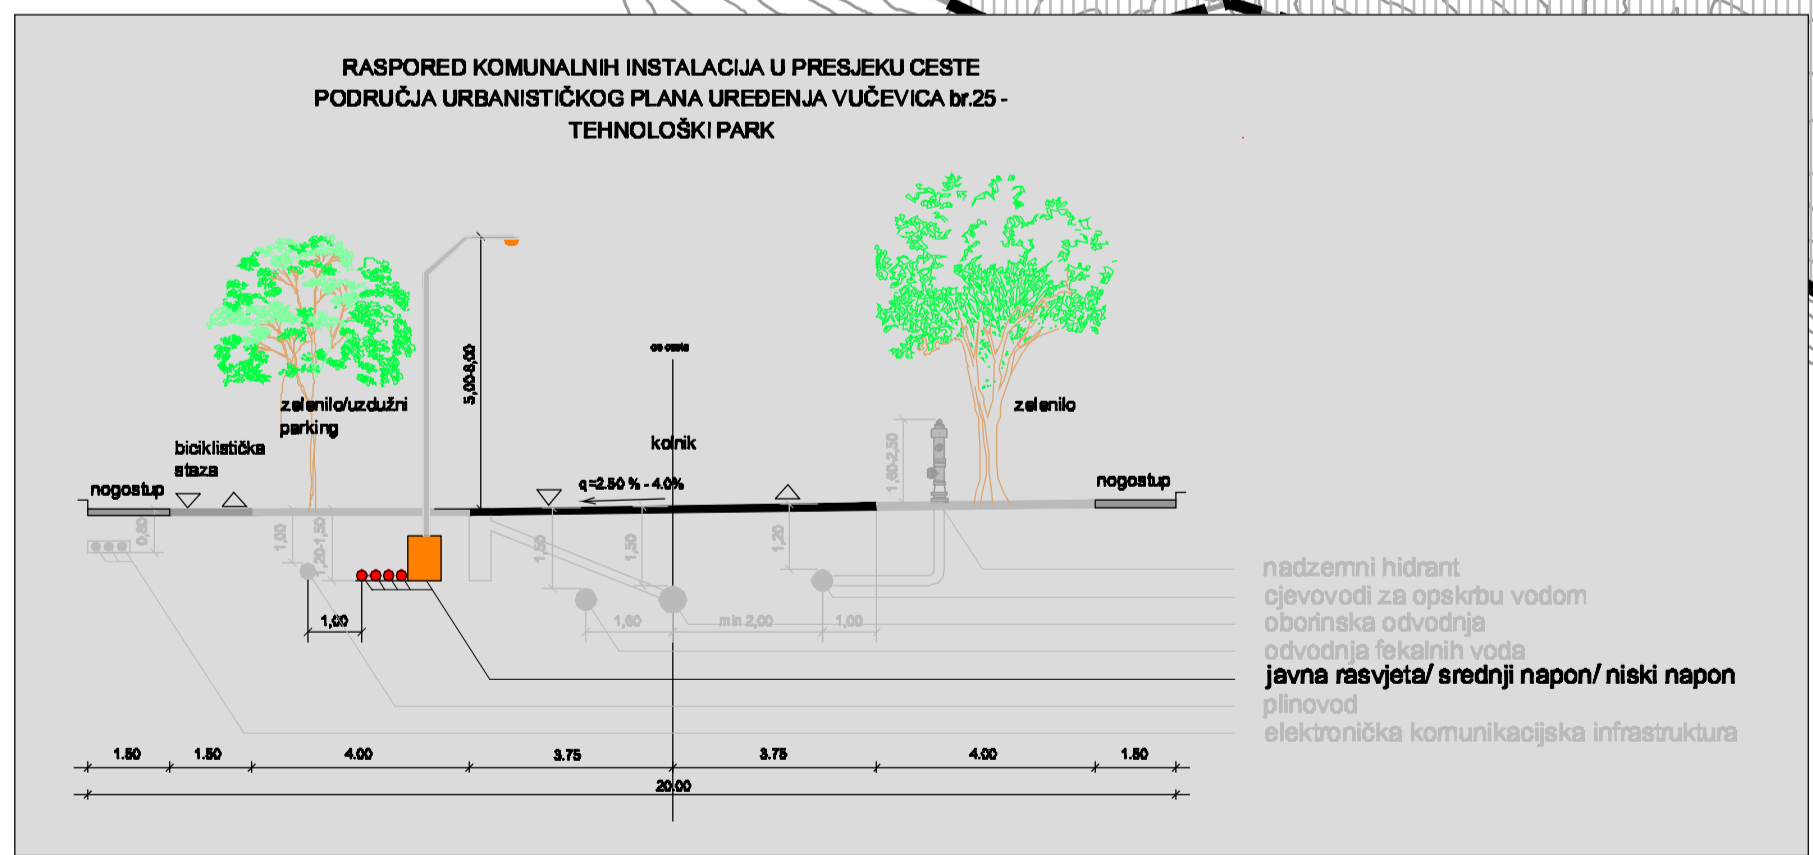 RASPORED KOMUNALNIH INSTALACIJA U PRESJEKU CESTE
PODRUČJA URBANISTIČKOG PLANA UREĐENJA VUČEVICA br.25 -
TEHNOLOŠKI PARK
5,00-8,00
os ceste
zelenilo/uzdužni
parking
zelenilo
biciklistička
staza
kolnik
1,60-2,50
nogostup
q=2.50 % - 4.0%
nogostup
0,80
1,00
1,20-1,50
1,50
1,50
1,20
nadzemni hidrant
cjevovodi za opskrbu vodom
1,00
1,60
min 2,00
1,00
oborinska odvodnja
odvodnja fekalnih voda
javna rasvjeta/ srednji napon/ niski napon
plinovod
elektronička komunikacijska infrastruktura
1.50 1.50 4.00 3.75 3.75 4.00 1.50
20.00